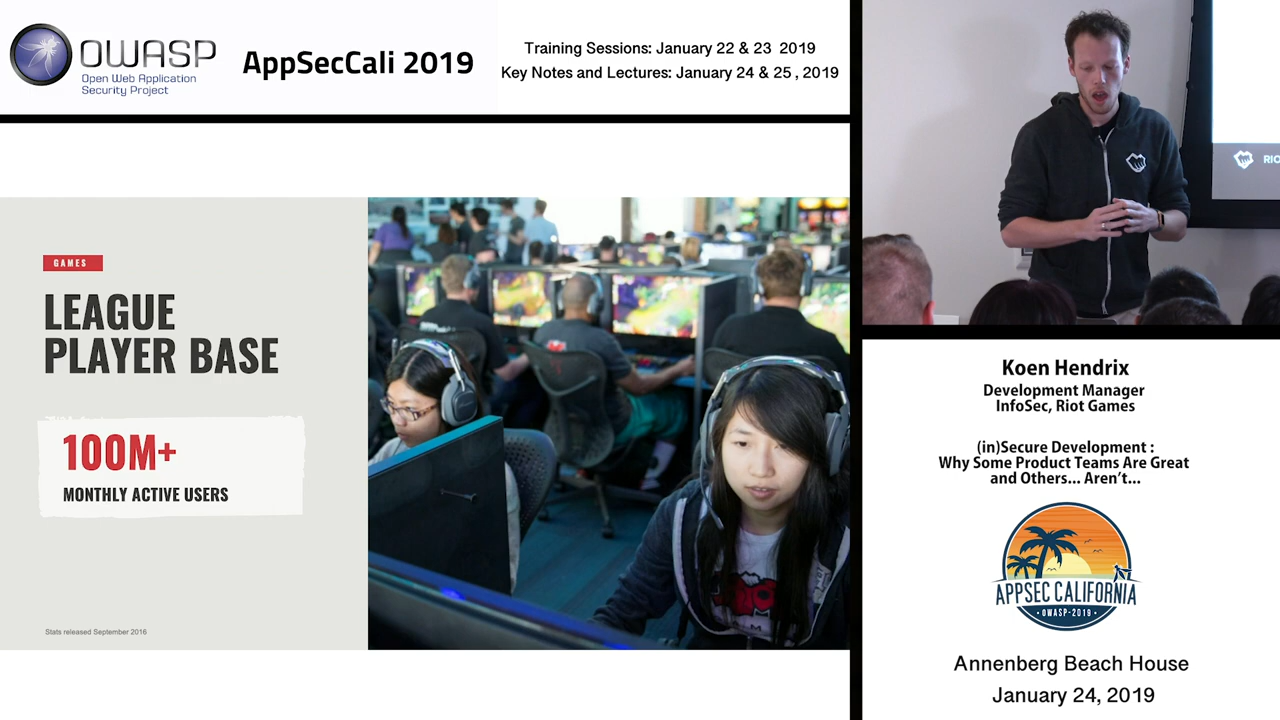 OWASP
Open Web Application
Security Project
AppSecCali 2019
Training Sessions: January 22 & 23 2019
Key Notes and Lectures: January 24 & 25 , 2019
GAMES
LEAGUE
PLAYER BASE
100M+
MONTHLY ACTIVE USERS
Stats released September 2016
RIO
Koen Hendrix
Development Manager
InfoSec, Riot Games
(in)Secure Development :
Why Some Product Teams Are Great
and Others... Aren't...
APPSEC CALIFORNIA
• OWASP-2019 •
Annenberg Beach House
January 24, 2019